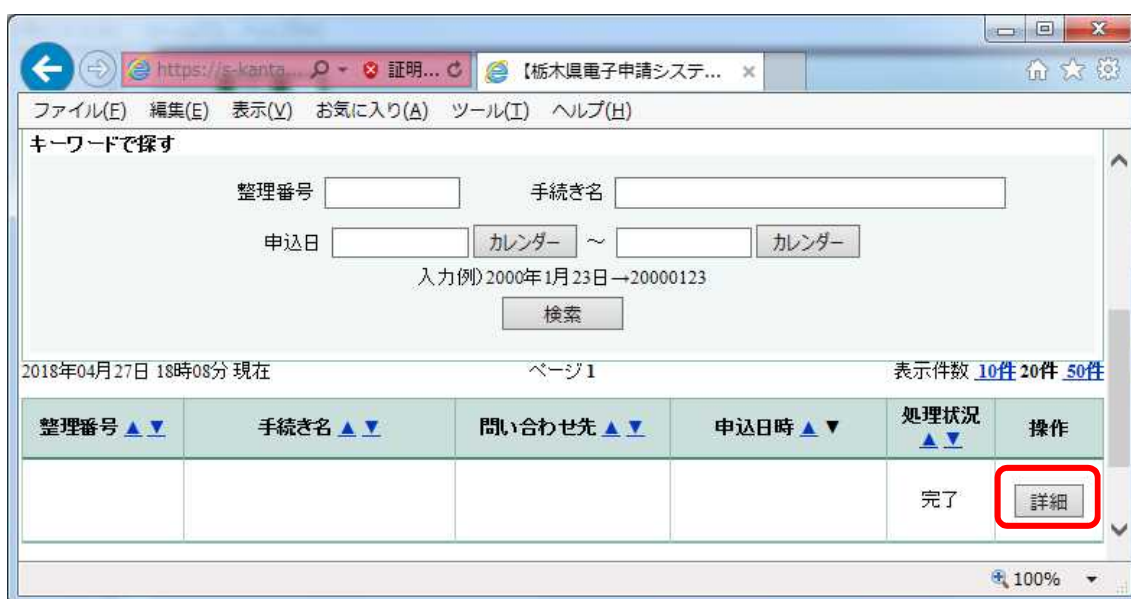 https://s-kanta... 証明... 【栃木県電子申請システ...
ファイル(F) 編集(E) 表示(V) お気に入り(A) ツール(T) ヘルプ(H)
キーワードで探す
整理番号 手続き名
申込日 カレンダー ～ カレンダー
入力例)2000年1月23日→20000123
検索
2018年04月27日 18時08分 現在 ページ 1 表示件数 10件 20件 50件
整理番号 ▲ ▼ 手続き名 ▲ ▼ 問い合わせ先 ▲ ▼ 申込日時 ▲ ▼ 処理状況 ▲ ▼ 操作
完了 詳細
100%